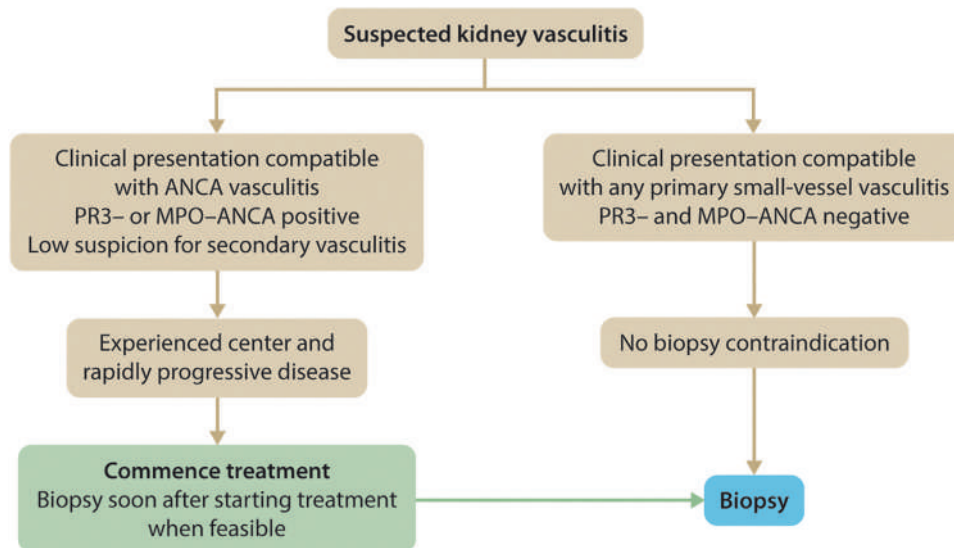 Suspected kidney vasculitis
Clinical presentation compatible
with ANCA vasculitis
PR3– or MPO–ANCA positive
Low suspicion for secondary vasculitis
Clinical presentation compatible
with any primary small-vessel vasculitis
PR3– and MPO–ANCA negative
Experienced center and
rapidly progressive disease
No biopsy contraindication
Commence treatment
Biopsy soon after starting treatment
when feasible
Biopsy